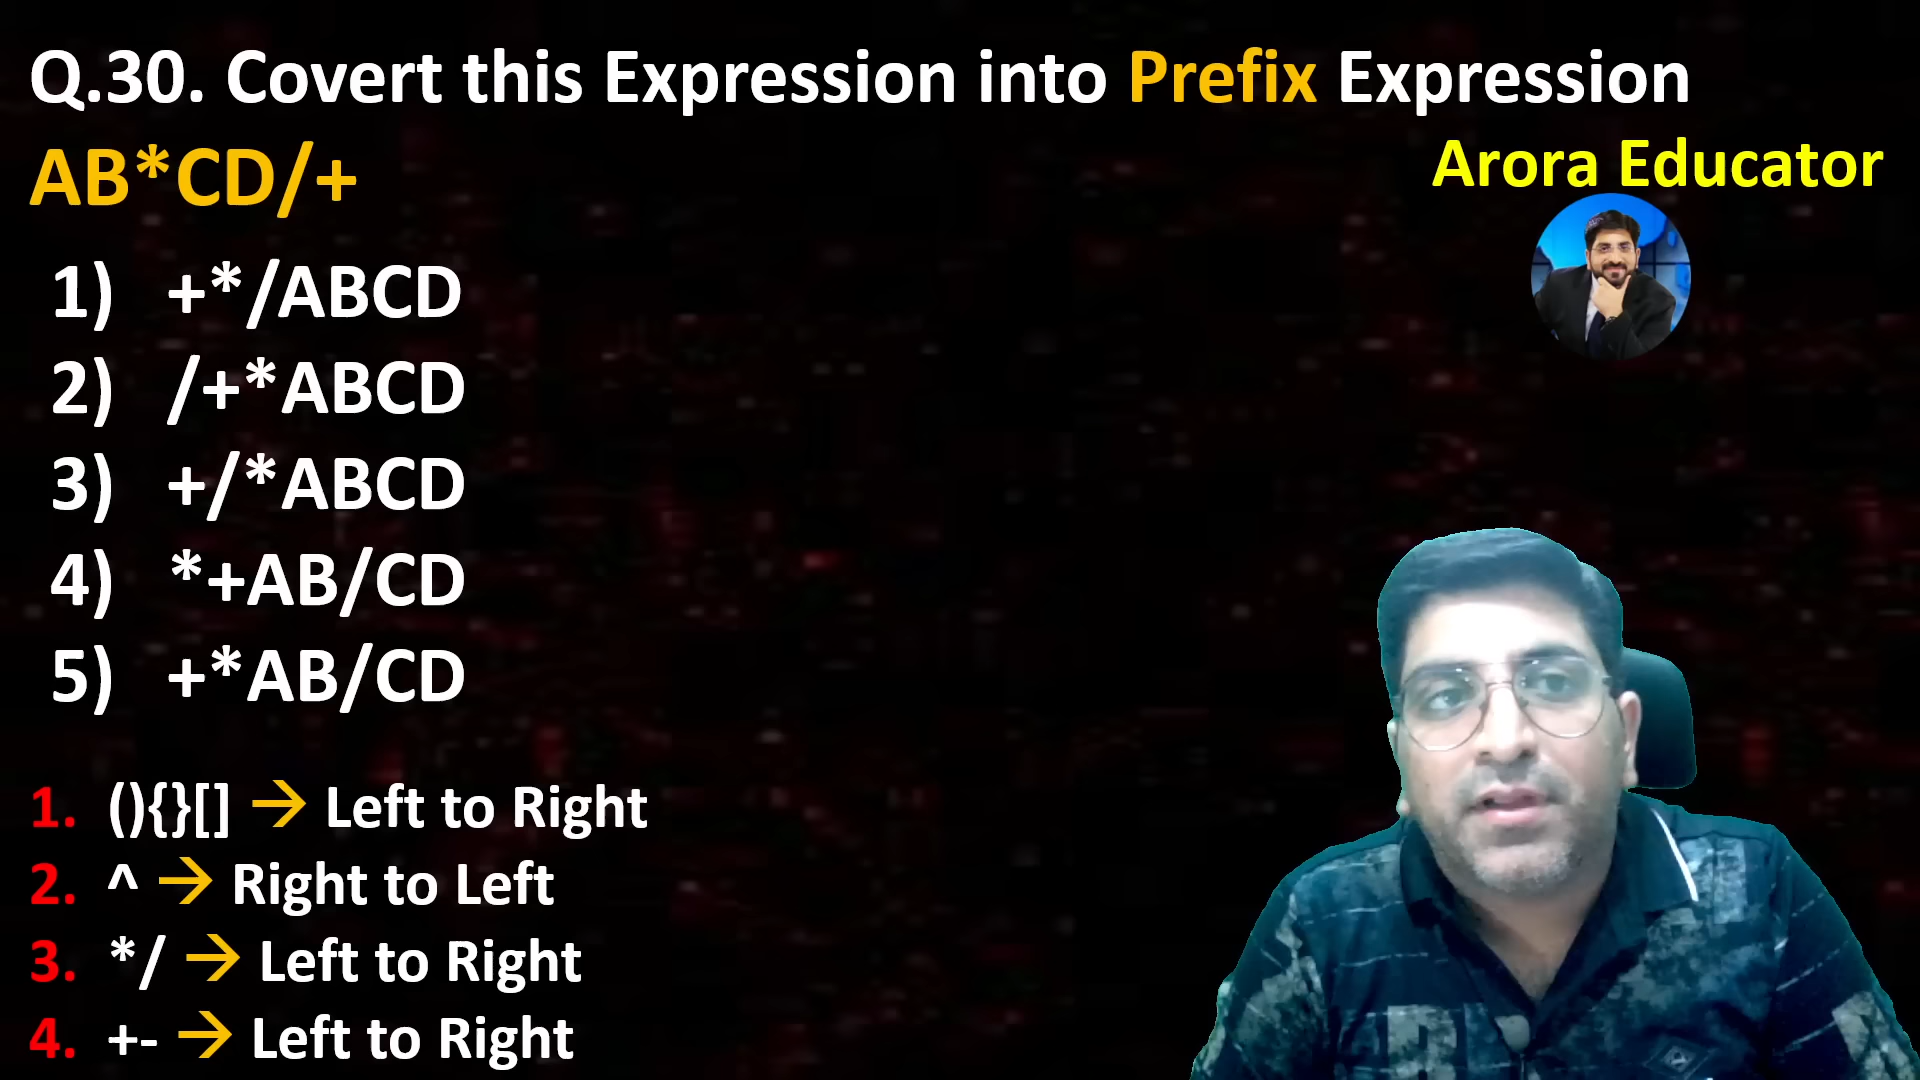 Q.30. Covert this Expression into Prefix Expression
AB*CD/+
Arora Educator
1) +*/ABCD
2) /+*ABCD
3) +/*ABCD
4) *+AB/CD
5) +*AB/CD
1. (){}[] → Left to Right
2. ^ → Right to Left
3. */ → Left to Right
4. +- → Left to Right